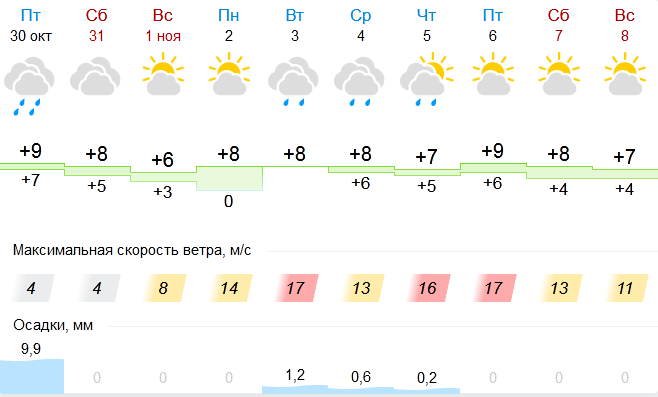 Пт Сб Вс Пн Вт Ср Чт Пт Сб Вс
30 окт 31 1 ноя 2 3 4 5 6 7 8
+9 +8 +6 +8 +8 +8 +7 +9 +8 +7
+7 +5 +3 0 +6 +5 +6 +4 +4
Максимальная скорость ветра, м/с
4 4 8 14 17 13 16 17 13 11
Осадки, мм
9,9 0 0 0 1,2 0,6 0,2 0 0 0